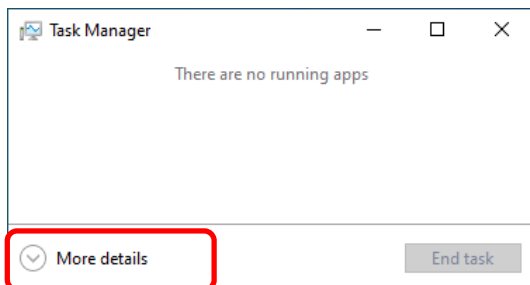 Task Manager
There are no running apps
More details
End task